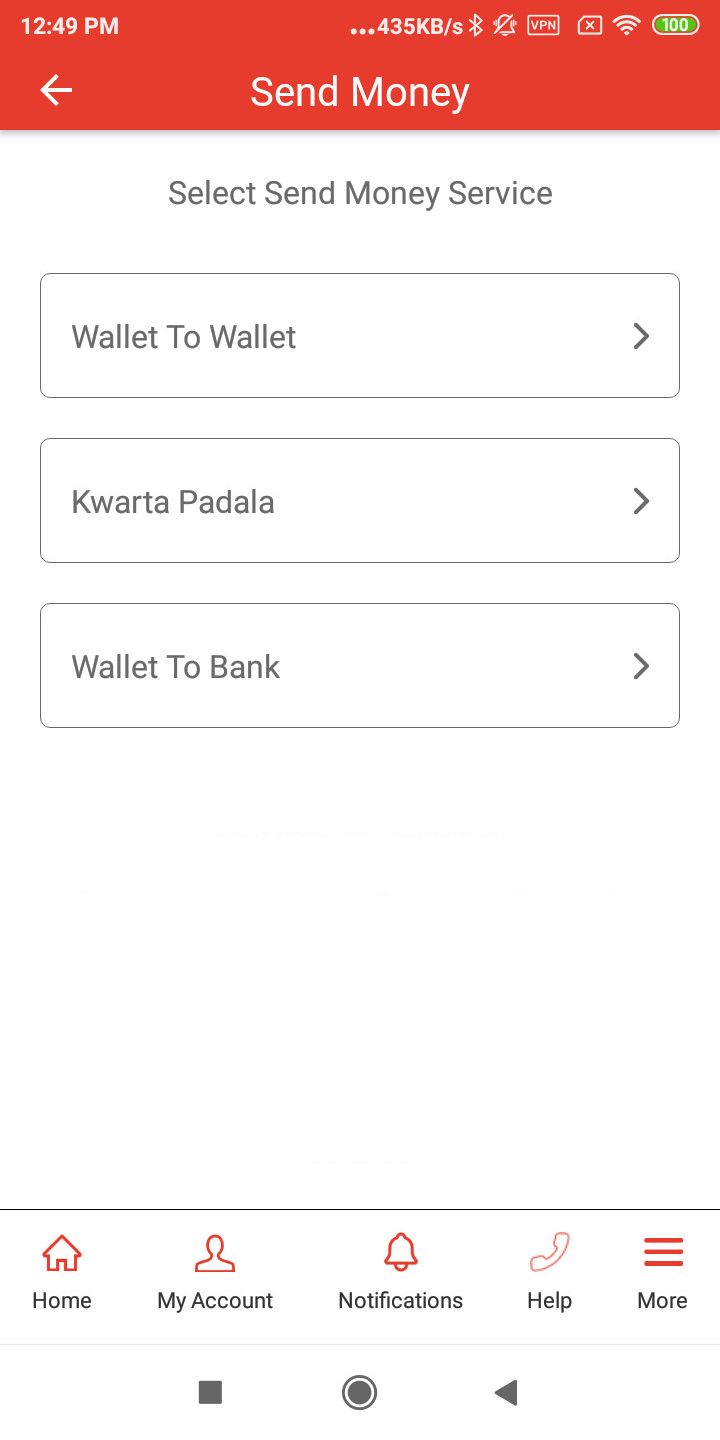 12:49 PM
...435KB/s VPN 100
Send Money
Select Send Money Service
Wallet To Wallet
Kwarta Padala
Wallet To Bank
Home My Account Notifications Help More